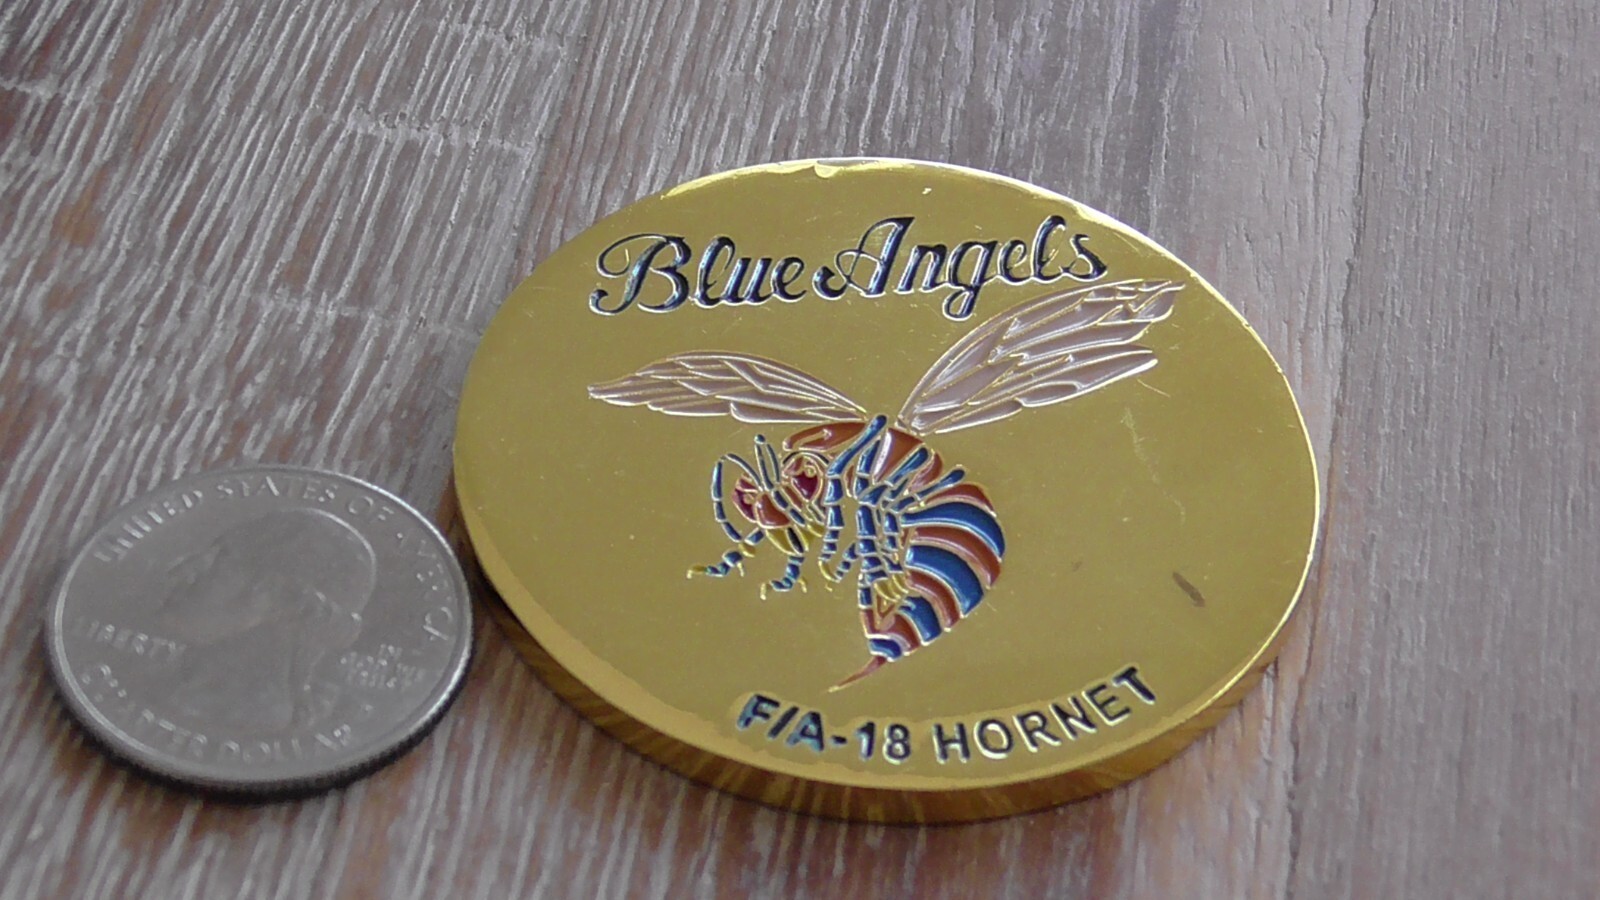 Blue Angels
F/A-18 HORNET
UNITED STATES OF AMERICA
LIBERTY
IN
GOD WE
TRUST
QUARTER DOLLAR